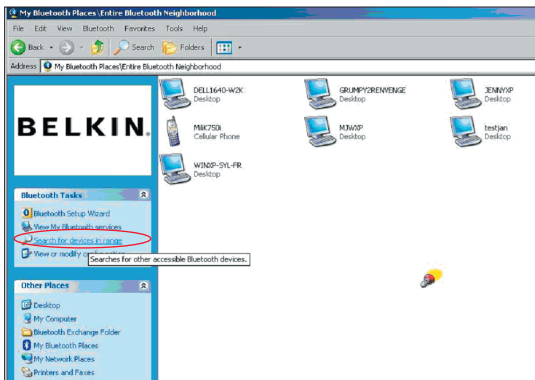 My Bluetooth Places\Entire Bluetooth Neighborhood
File Edit View Bluetooth Favorites Tools Help
Back Search Folders
Address My Bluetooth Places\Entire Bluetooth Neighborhood
BELKIN.
DELL1640-W2K
Desktop
GRUMPY2RENVENGE
Desktop
JENNYXP
Desktop
MiliK750i
Cellular Phone
MJWXP
Desktop
testjan
Desktop
WINXP-SYL-FR
Desktop
Bluetooth Tasks
Bluetooth Setup Wizard
View My Bluetooth services
Search for devices in range
View or modify
Searches for other accessible Bluetooth devices.
Other Places
Desktop
My Computer
Bluetooth Exchange Folder
My Bluetooth Places
My Network Places
Printers and Faxes